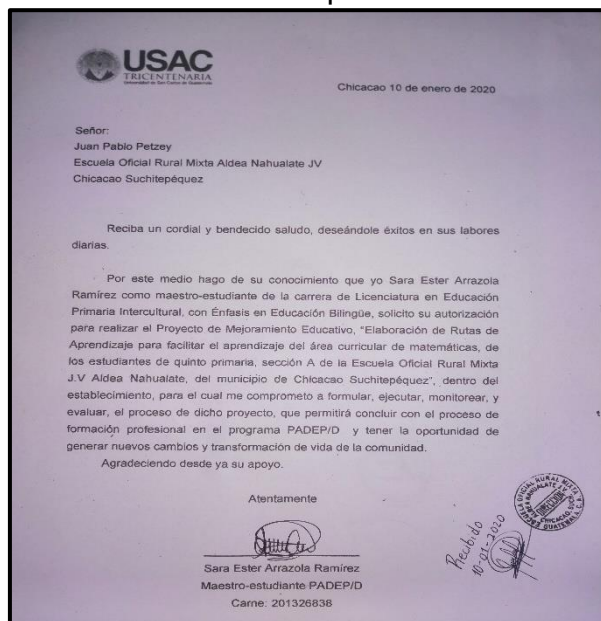 USAC
TRICENTENARIA
Universidad de San Carlos de Guatemala
Chicacao 10 de enero de 2020
Señor:
Juan Pablo Petzey
Escuela Oficial Rural Mixta Aldea Nahualate JV
Chicacao Suchitepéquez
Reciba un cordial y bendecido saludo, deseándole éxitos en sus labores
diarias.
Por este medio hago de su conocimiento que yo Sara Ester Arrazola
Ramírez como maestro-estudiante de la carrera de Licenciatura en Educación
Primaria Intercultural, con Énfasis en Educación Bilingüe, solicito su autorización
para realizar el Proyecto de Mejoramiento Educativo, "Elaboración de Rutas de
Aprendizaje para facilitar el aprendizaje del área curricular de matemáticas, de
los estudiantes de quinto primaria, sección A de la Escuela Oficial Rural Mixta
J.V Aldea Nahualate, del municipio de Chicacao Suchitepéquez", dentro del
establecimiento, para el cual me comprometo a formular, ejecutar, monitorear, y
evaluar, el proceso de dicho proyecto, que permitirá concluir con el proceso de
formación profesional en el programa PADEP/D y tener la oportunidad de
generar nuevos cambios y transformación de vida de la comunidad.
Agradeciendo desde ya su apoyo.
Atentamente
Sara Ester Arrazola Ramírez
Maestro-estudiante PADEP/D
Carne: 201326838
Recibido
10-01-2020
ESCUELA OFICIAL RURAL MIXTA